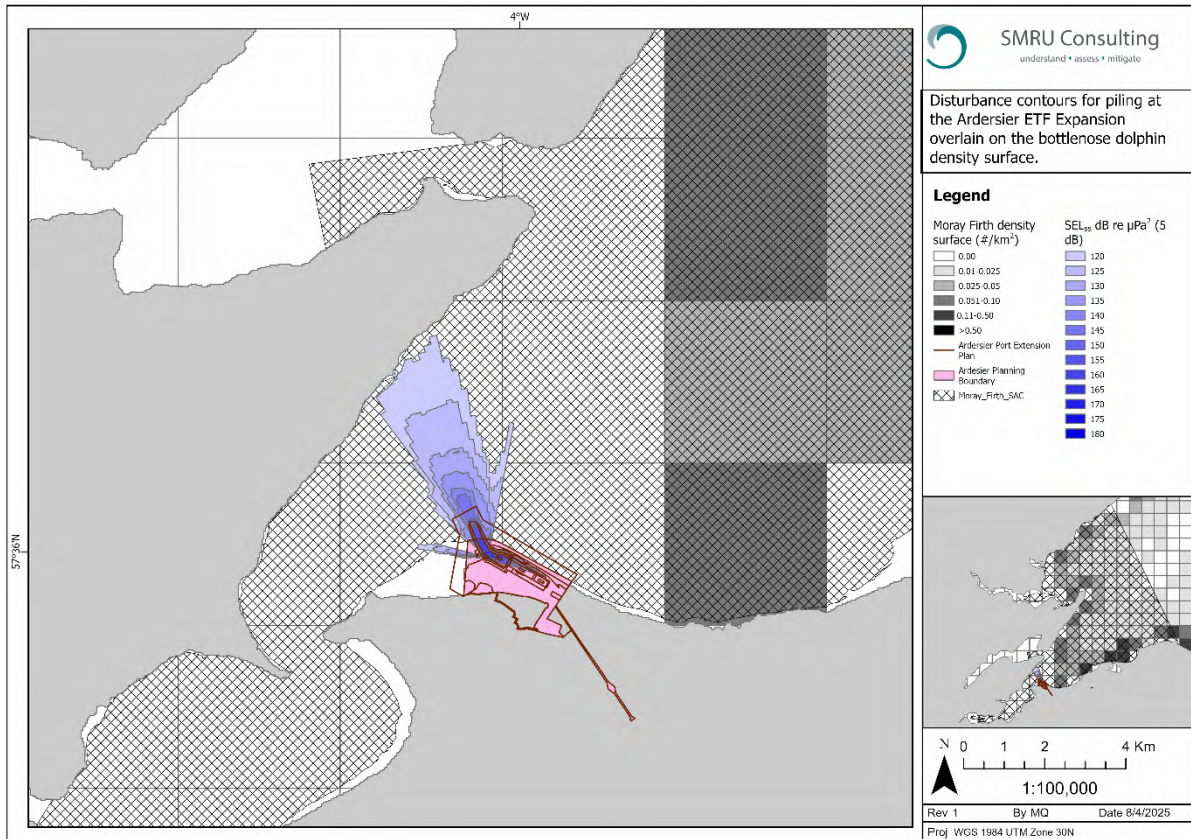 4°W
57°36'N
SMRU Consulting
understand • assess • mitigate
Disturbance contours for piling at
the Ardersier ETF Expansion
overlain on the bottlenose dolphin
density surface.
Legend
Moray Firth density
surface (#/km²)
0.00
0.01-0.025
0.025-0.05
0.051-0.10
0.11-0.50
>0.50
Ardersier Port Extension
Plan
Ardesier Planning
Boundary
Moray_Firth_SAC
SELss dB re µPa² (5
dB)
120
125
130
135
140
145
150
155
160
165
170
175
180
N
0 1 2 4 Km
1:100,000
Rev 1 By MQ Date 8/4/2025
Proj WGS 1984 UTM Zone 30N